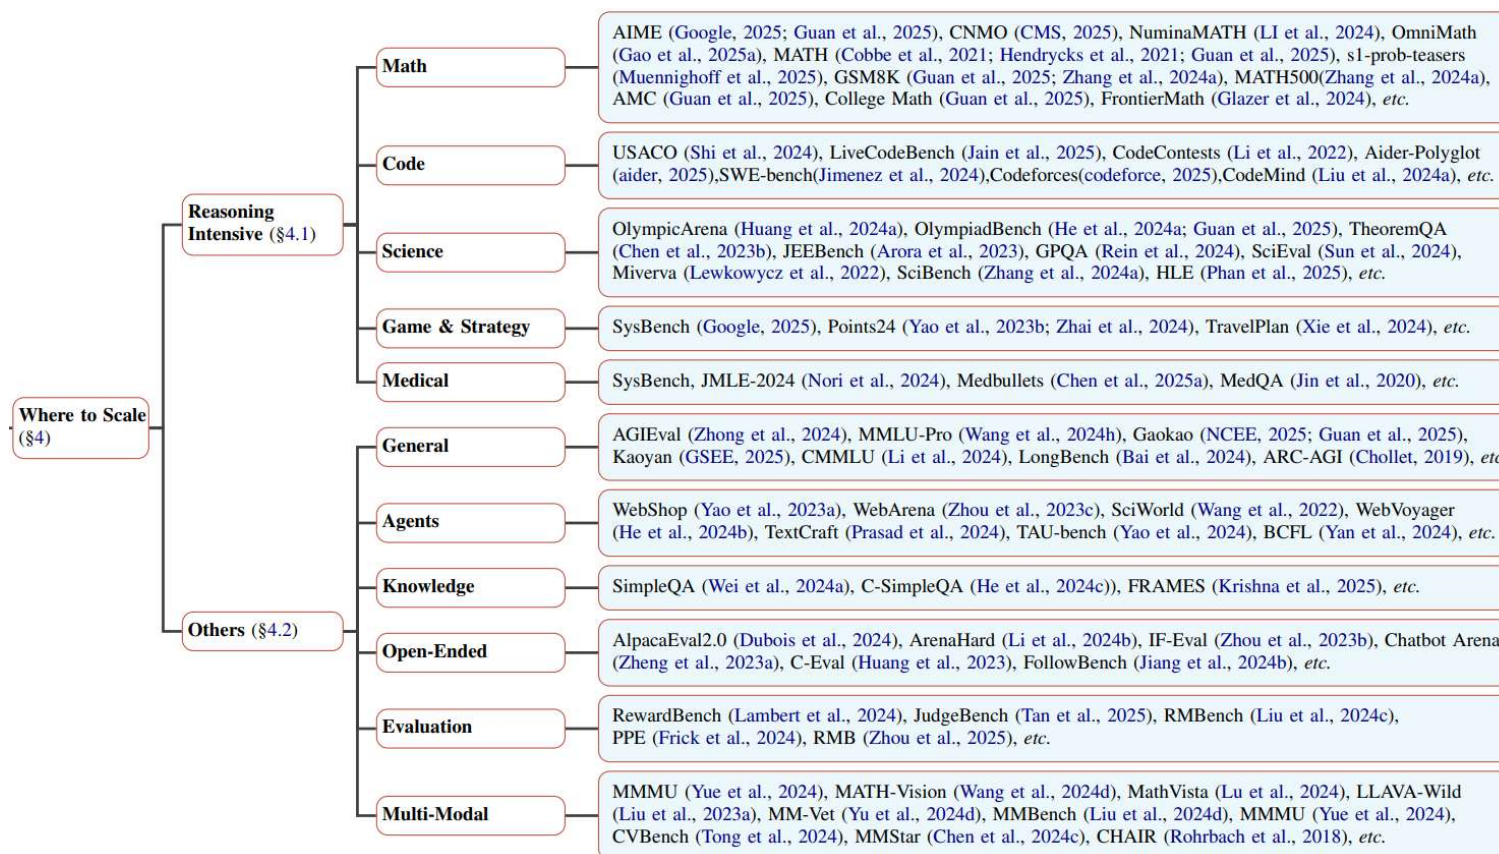 Where to Scale
(§4)
Reasoning
Intensive (§4.1)
Math
AIME (Google, 2025; Guan et al., 2025), CNMO (CMS, 2025), NuminaMATH (LI et al., 2024), OmniMath
(Gao et al., 2025a), MATH (Cobbe et al., 2021; Hendrycks et al., 2021; Guan et al., 2025), s1-prob-teasers
(Muennighoff et al., 2025), GSM8K (Guan et al., 2025; Zhang et al., 2024a), MATH500(Zhang et al., 2024a),
AMC (Guan et al., 2025), College Math (Guan et al., 2025), FrontierMath (Glazer et al., 2024), etc.
Code
USACO (Shi et al., 2024), LiveCodeBench (Jain et al., 2025), CodeContests (Li et al., 2022), Aider-Polyglot
(aider, 2025),SWE-bench(Jimenez et al., 2024),Codeforces(codeforce, 2025),CodeMind (Liu et al., 2024a), etc.
Science
OlympicArena (Huang et al., 2024a), OlympiadBench (He et al., 2024a; Guan et al., 2025), TheoremQA
(Chen et al., 2023b), JEEBench (Arora et al., 2023), GPQA (Rein et al., 2024), SciEval (Sun et al., 2024),
Miverva (Lewkowycz et al., 2022), SciBench (Zhang et al., 2024a), HLE (Phan et al., 2025), etc.
Game & Strategy
SysBench (Google, 2025), Points24 (Yao et al., 2023b; Zhai et al., 2024), TravelPlan (Xie et al., 2024), etc.
Medical
SysBench, JMLE-2024 (Nori et al., 2024), Medbullets (Chen et al., 2025a), MedQA (Jin et al., 2020), etc.
Others (§4.2)
General
AGIEval (Zhong et al., 2024), MMLU-Pro (Wang et al., 2024h), Gaokao (NCEE, 2025; Guan et al., 2025),
Kaoyan (GSEE, 2025), CMMLU (Li et al., 2024), LongBench (Bai et al., 2024), ARC-AGI (Chollet, 2019), etc
Agents
WebShop (Yao et al., 2023a), WebArena (Zhou et al., 2023c), SciWorld (Wang et al., 2022), WebVoyager
(He et al., 2024b), TextCraft (Prasad et al., 2024), TAU-bench (Yao et al., 2024), BCFL (Yan et al., 2024), etc.
Knowledge
SimpleQA (Wei et al., 2024a), C-SimpleQA (He et al., 2024c)), FRAMES (Krishna et al., 2025), etc.
Open-Ended
AlpacaEval2.0 (Dubois et al., 2024), ArenaHard (Li et al., 2024b), IF-Eval (Zhou et al., 2023b), Chatbot Arena
(Zheng et al., 2023a), C-Eval (Huang et al., 2023), FollowBench (Jiang et al., 2024b), etc.
Evaluation
RewardBench (Lambert et al., 2024), JudgeBench (Tan et al., 2025), RMBench (Liu et al., 2024c),
PPE (Frick et al., 2024), RMB (Zhou et al., 2025), etc.
Multi-Modal
MMMU (Yue et al., 2024), MATH-Vision (Wang et al., 2024d), MathVista (Lu et al., 2024), LLAVA-Wild
(Liu et al., 2023a), MM-Vet (Yu et al., 2024d), MMBench (Liu et al., 2024d), MMMU (Yue et al., 2024),
CVBench (Tong et al., 2024), MMStar (Chen et al., 2024c), CHAIR (Rohrbach et al., 2018), etc.